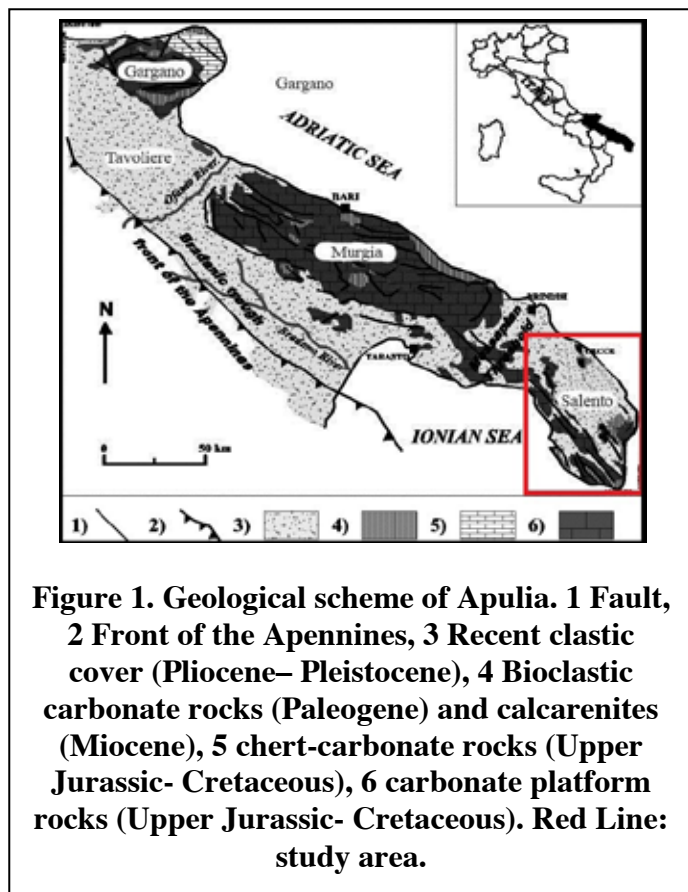 Gargano
Gargano
ADRIATIC SEA
Tavoliere
Ofanto River
BARI
Murgia
Bradanic trough
front of the Apennines
N
Bradano River
TARANTO
BRINDISI
LECCE
Salento
IONIAN SEA
0 50 km
1) 2) 3) 4) 5) 6)
Figure 1. Geological scheme of Apulia. 1 Fault,
2 Front of the Apennines, 3 Recent clastic
cover (Pliocene– Pleistocene), 4 Bioclastic
carbonate rocks (Paleogene) and calcarenites
(Miocene), 5 chert-carbonate rocks (Upper
Jurassic- Cretaceous), 6 carbonate platform
rocks (Upper Jurassic- Cretaceous). Red Line:
study area.